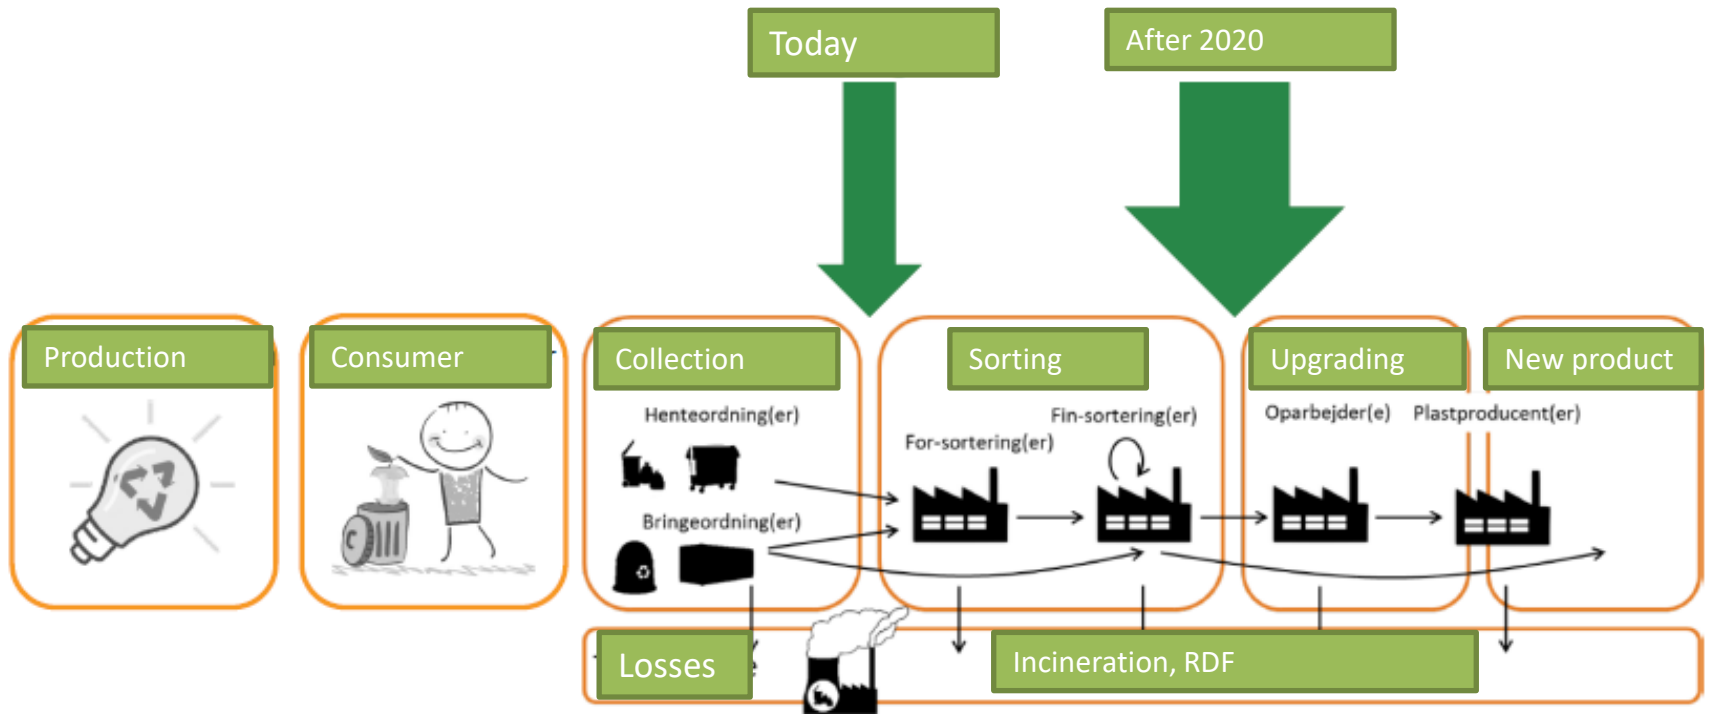 Today
After 2020
Production
Consumer
Collection
Sorting
Upgrading
New product
Henteordning(er)
Bringeordning(er)
For-sortering(er)
Fin-sortering(er)
Oparbejder(e)
Plastproducent(er)
Losses
Incineration, RDF